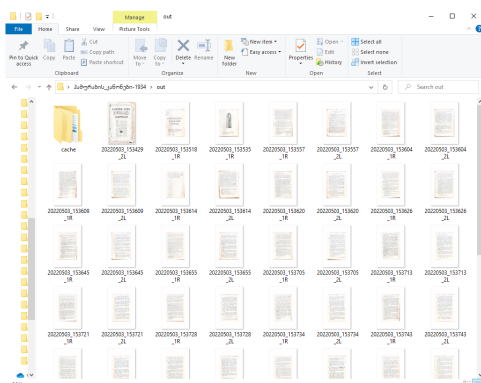 Manage
out
File
Home
Share
View
Picture Tools
Pin to Quick access
Copy
Paste
Cut
Copy path
Paste shortcut
Clipboard
Move to
Copy to
Delete
Rename
Organize
New folder
New item
Easy access
New
Properties
Open
Edit
History
Open
Select all
Select none
Invert selection
Select
out
Search out
cache
20220503_153429_2L
20220503_153518_1R
20220503_153535_1R
20220503_153557_1R
20220503_153557_2L
20220503_153604_1R
20220503_153604_2L
20220503_153609_1R
20220503_153609_2L
20220503_153614_1R
20220503_153614_2L
20220503_153620_1R
20220503_153620_2L
20220503_153626_1R
20220503_153626_2L
20220503_153645_1R
20220503_153645_2L
20220503_153655_1R
20220503_153655_2L
20220503_153705_1R
20220503_153705_2L
20220503_153713_1R
20220503_153713_2L
20220503_153721_1R
20220503_153721_2L
20220503_153728_1R
20220503_153728_2L
20220503_153734_1R
20220503_153734_2L
20220503_153743_1R
20220503_153743_2L